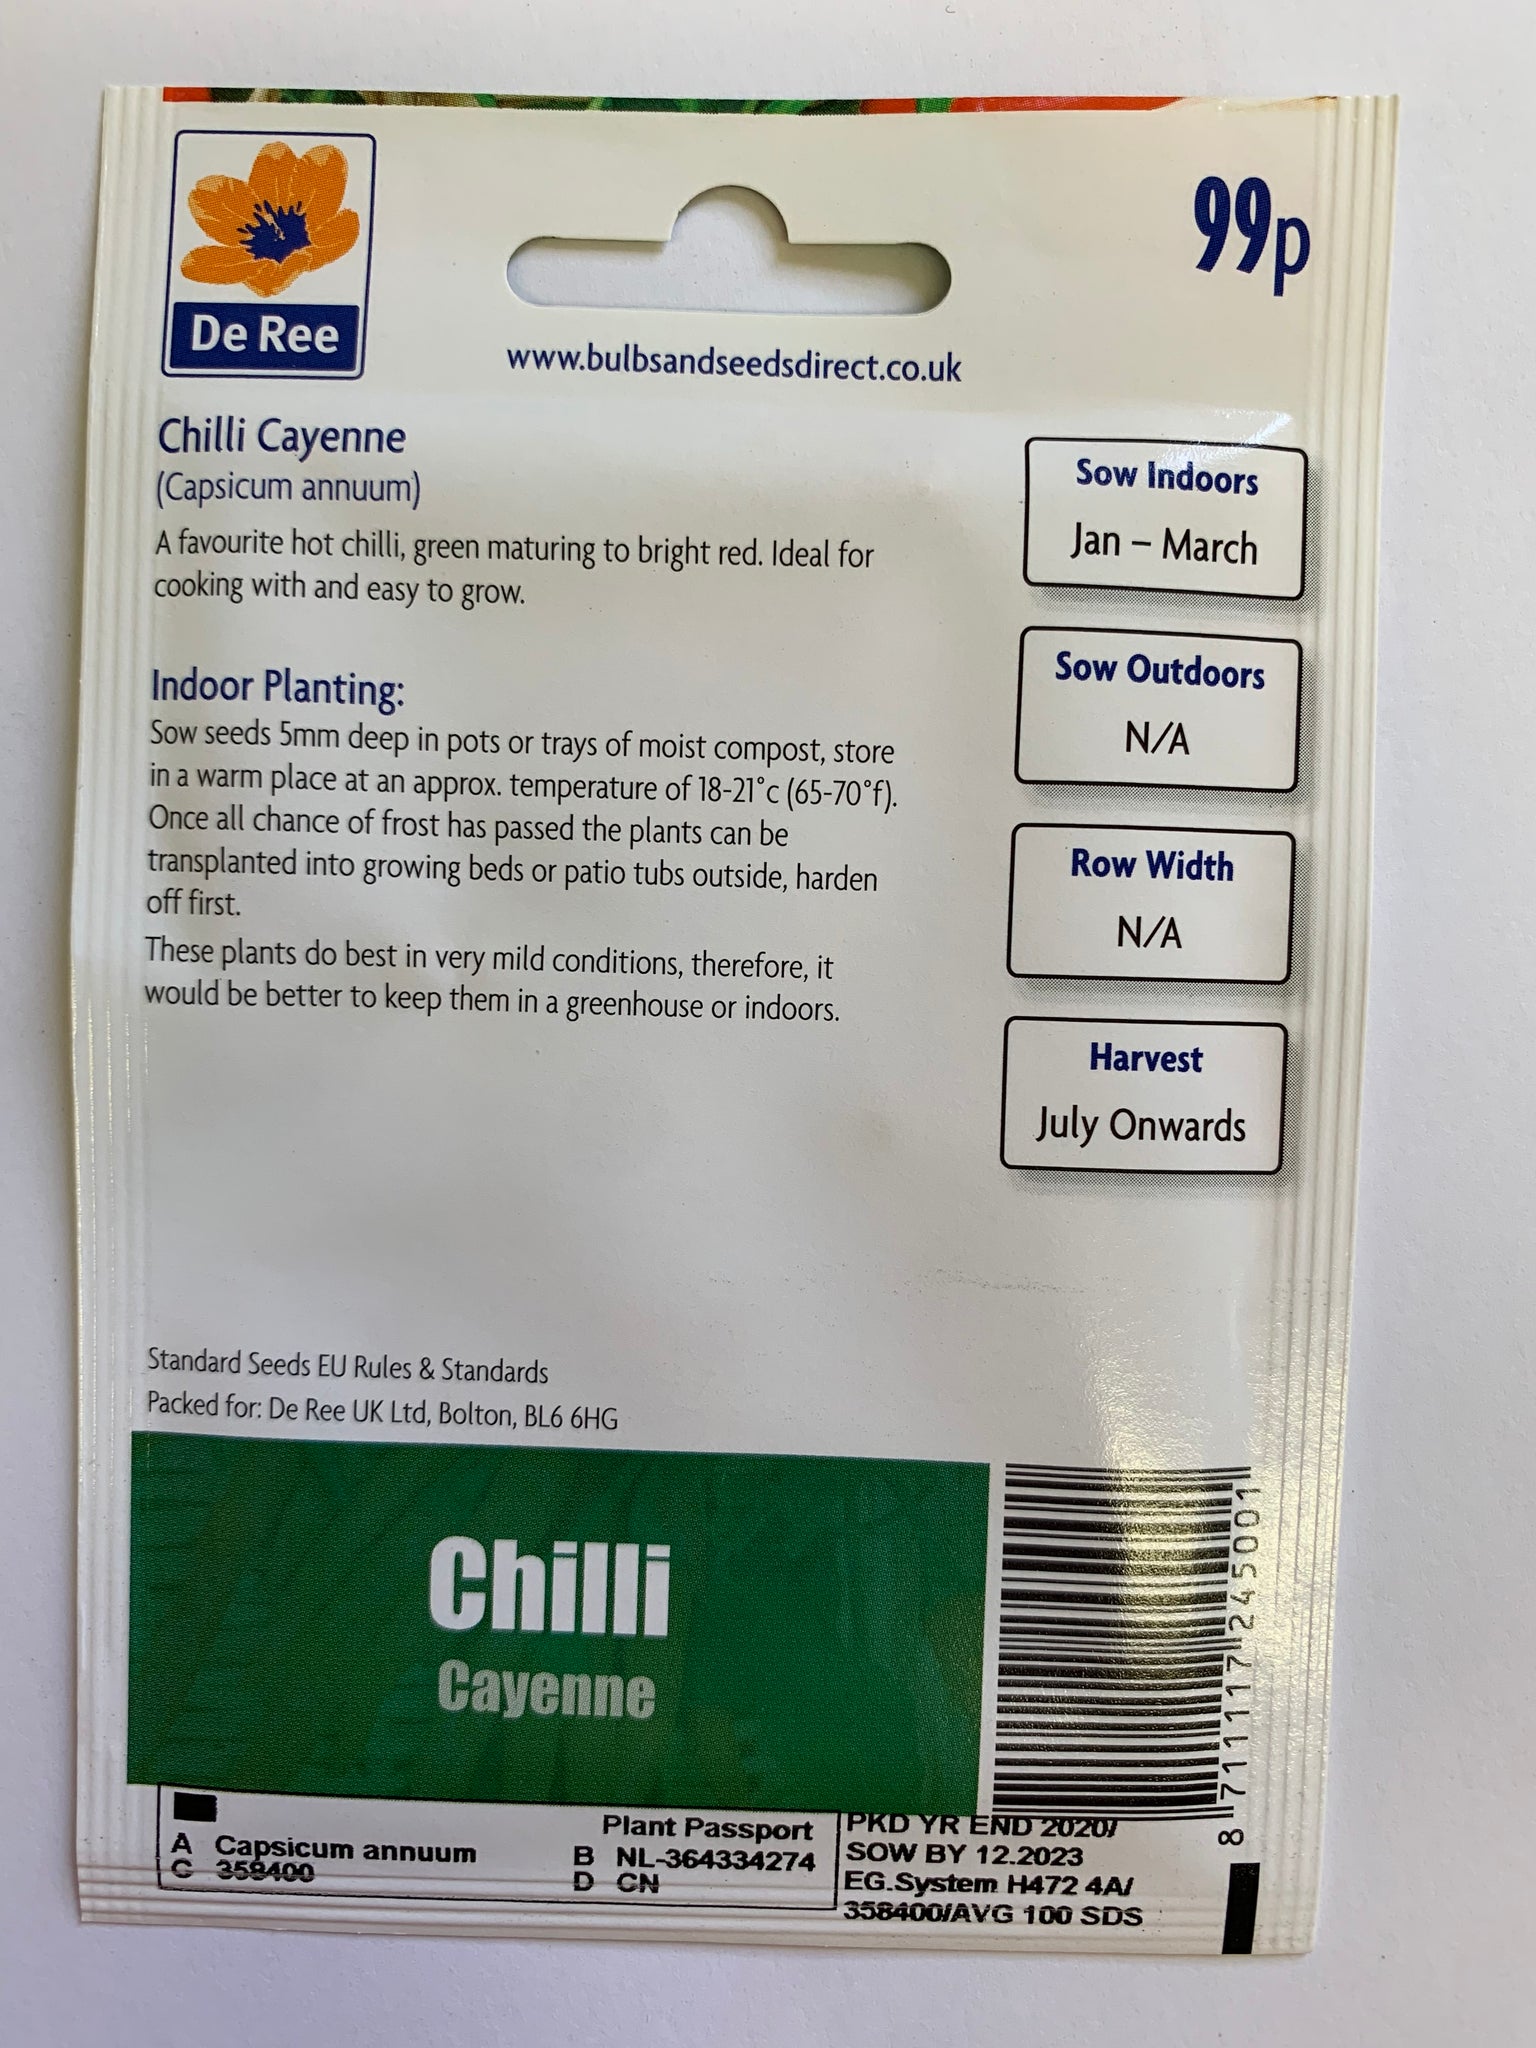 De Ree
99p
www.bulbsandseedsdirect.co.uk
Chilli Cayenne
(Capsicum annuum)
A favourite hot chilli, green maturing to bright red. Ideal for
cooking with and easy to grow.
Indoor Planting:
Sow seeds 5mm deep in pots or trays of moist compost, store
in a warm place at an approx. temperature of 18-21°c (65-70°f).
Once all chance of frost has passed the plants can be
transplanted into growing beds or patio tubs outside, harden
off first.
These plants do best in very mild conditions, therefore, it
would be better to keep them in a greenhouse or indoors.
Sow Indoors
Jan – March
Sow Outdoors
N/A
Row Width
N/A
Harvest
July Onwards
Standard Seeds EU Rules & Standards
Packed for: De Ree UK Ltd, Bolton, BL6 6HG
Chilli
Cayenne
8 711117 245001
Plant Passport
A Capsicum annuum B NL-364334274
C 358400 D CN
PKD YR END 2020/
SOW BY 12.2023
EG.System H472 4A/
358400/AVG 100 SDS